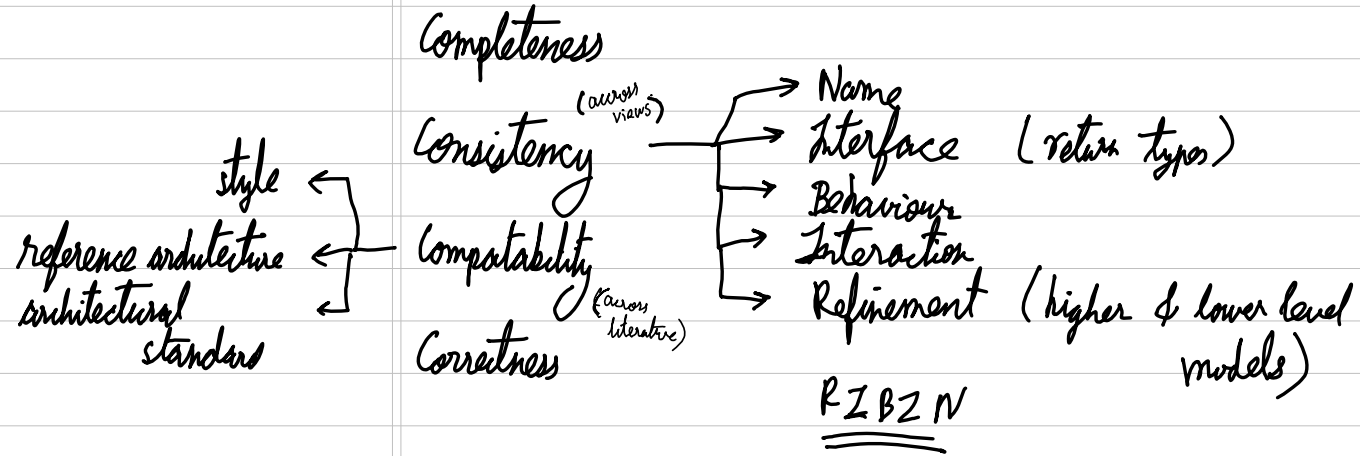 Completeness
Consistency (across views)
Name
Interface (return types)
Behaviour
Interaction
Refinement (higher & lower level models)
RIBIN
Compatability (across literature)
style
reference architecture
architectural standard
Correctness